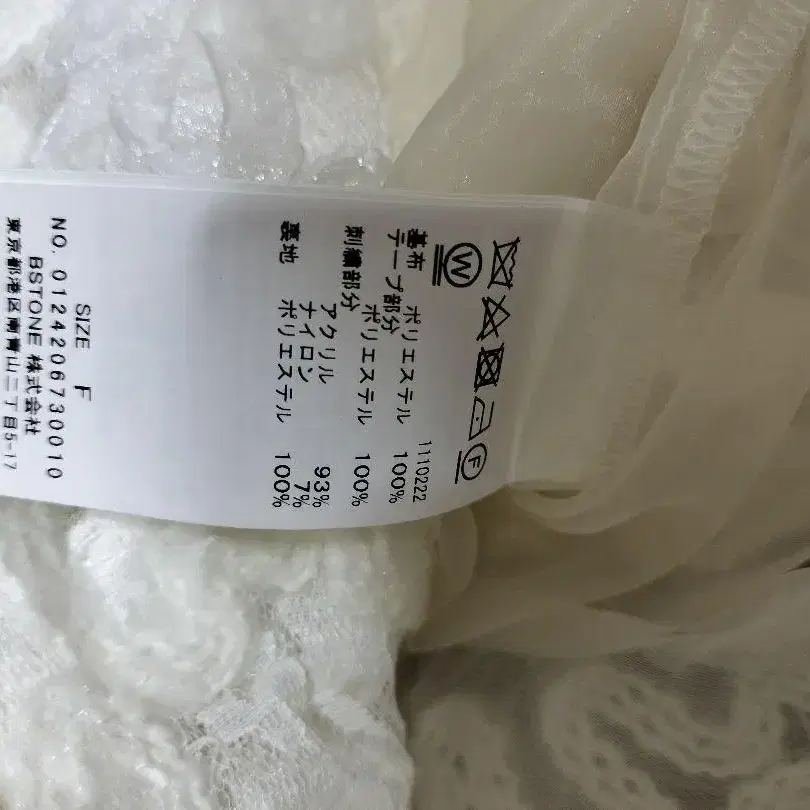 W F
1110222
基布 ポリエステル 100%
テープ部分
ポリエステル 100%
刺繍部分
アクリル 93%
ナイロン 7%
裏地 ポリエステル 100%
SIZE F
NO. 0124206730010
BSTONE 株式会社
東京都港区南青山二丁目5-17